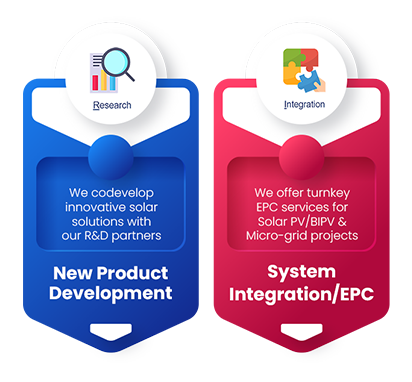 Research
We codevelop
innovative solar
solutions with
our R&D partners
New Product
Development
Integration
We offer turnkey
EPC services for
Solar PV/BIPV &
Micro-grid projects
System
Integration/EPC